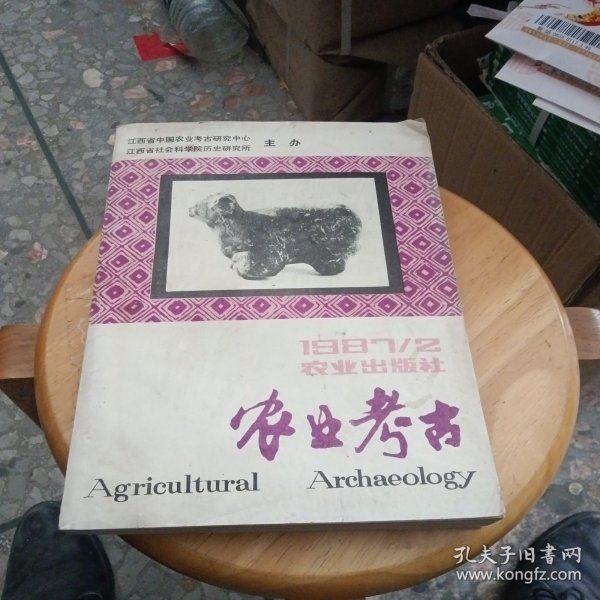 江西省中国农业考古研究中心
江西省社会科学院历史研究所
主办
1987/2
农业出版社
农业考古
Agricultural Archaeology
孔夫子旧书网
www.kongfz.com